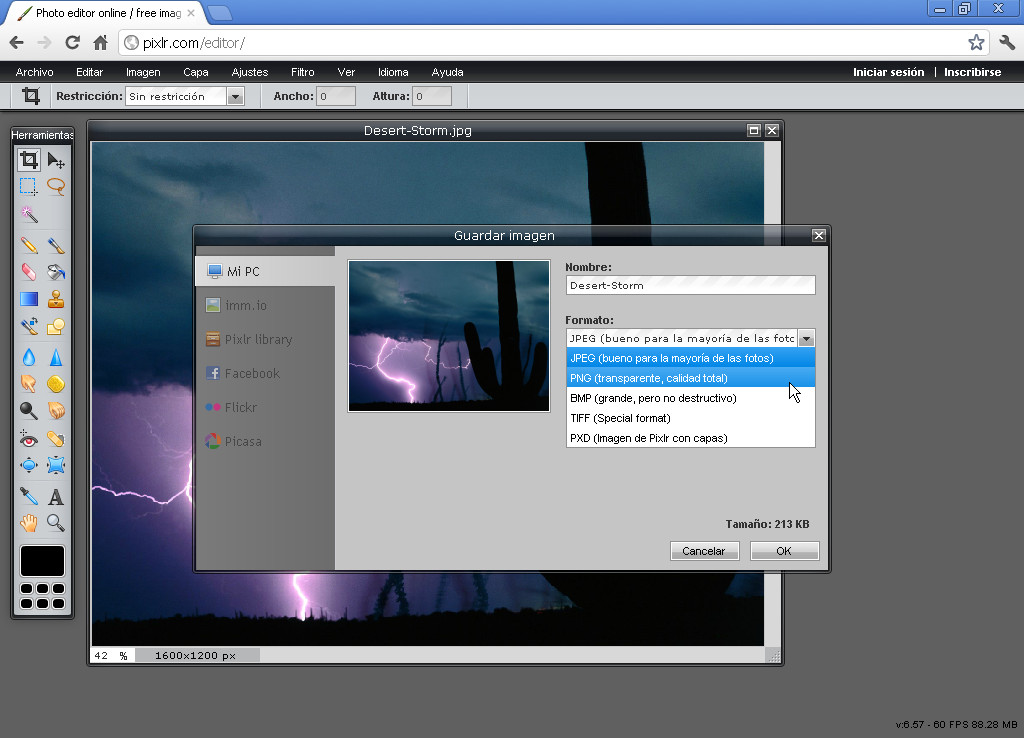 Photo editor online / free imag
pixlr.com/editor/
Archivo Editar Imagen Capa Ajustes Filtro Ver Idioma Ayuda Iniciar sesión | Inscribirse
Restricción: Sin restricción Ancho: 0 Altura: 0
Herramientas
Desert-Storm.jpg
Guardar imagen
Mi PC
imm.io
Pixlr library
Facebook
Flickr
Picasa
Nombre:
Desert-Storm
Formato:
JPEG (bueno para la mayoría de las fotc
JPEG (bueno para la mayoría de las fotos)
PNG (transparente, calidad total)
BMP (grande, pero no destructivo)
TIFF (Special format)
PXD (Imagen de Pixlr con capas)
Tamaño: 213 KB
Cancelar OK
42 % 1600x1200 px
v:6.57 - 60 FPS 88.28 MB